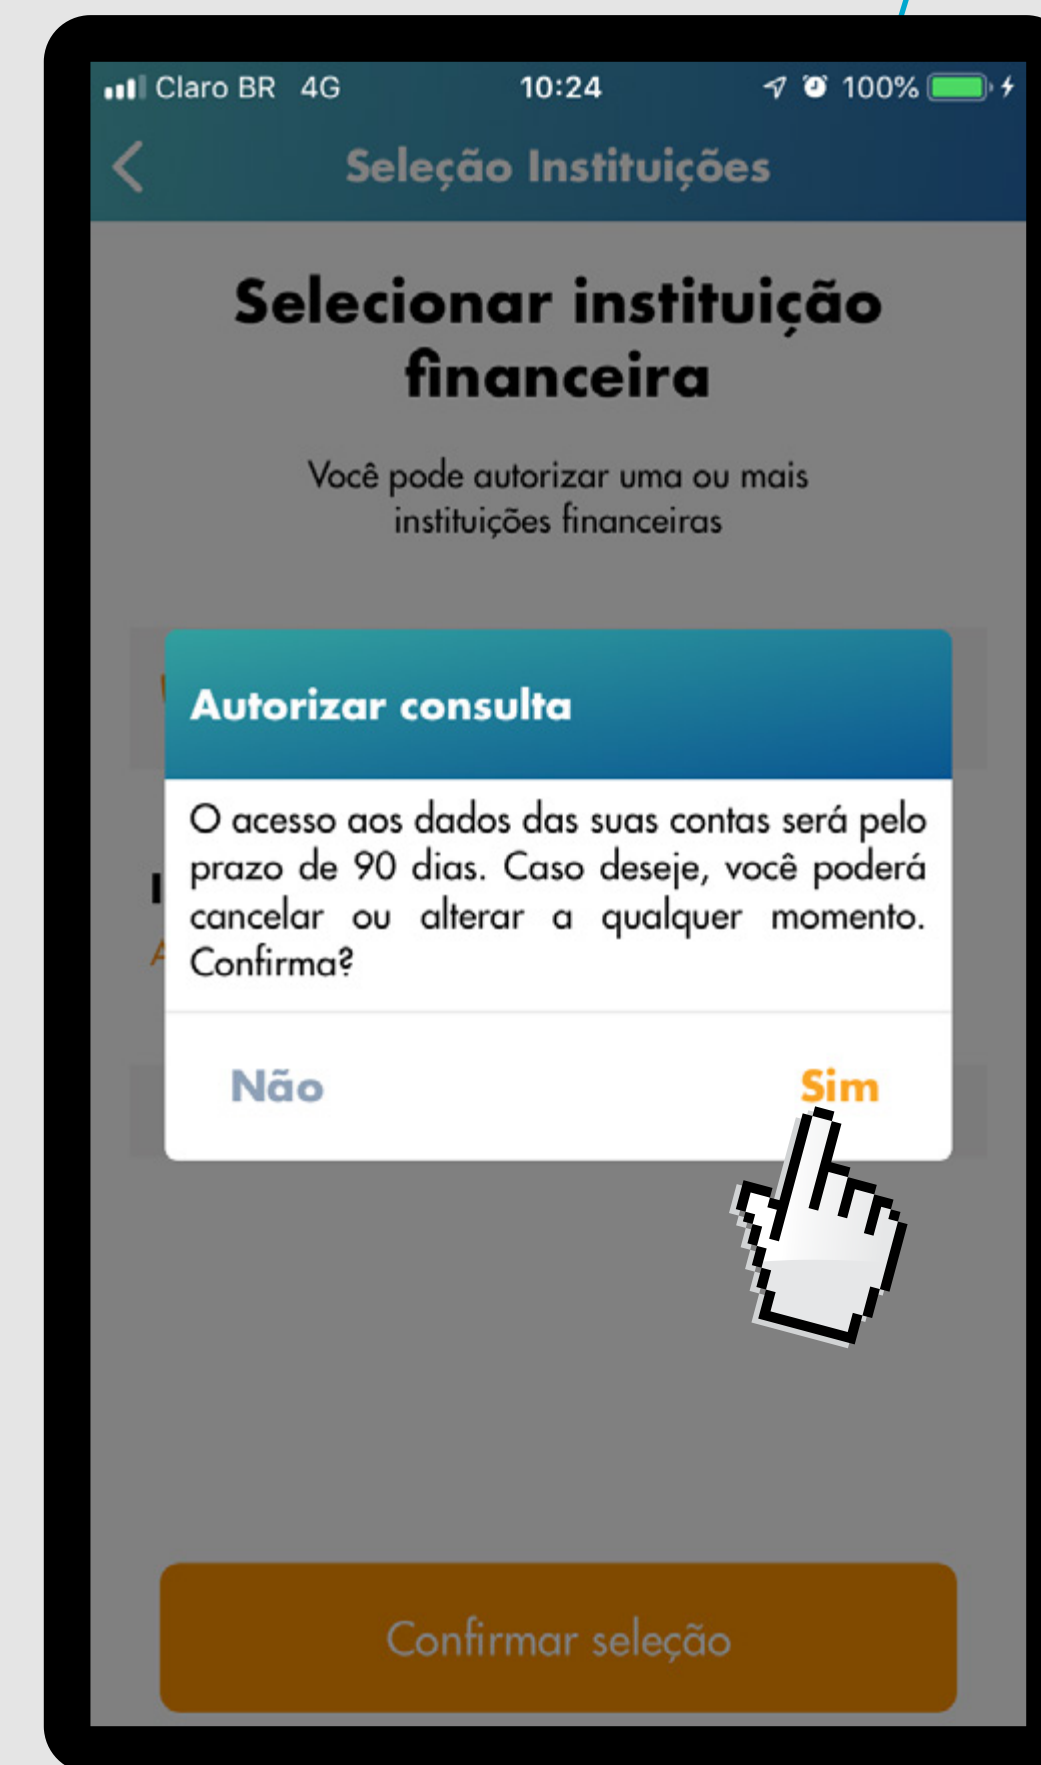 Claro BR 4G 10:24 100%
Seleção Instituições
Selecionar instituição
financeira
Você pode autorizar uma ou mais
instituições financeiras
Autorizar consulta
O acesso aos dados das suas contas será pelo
prazo de 90 dias. Caso deseje, você poderá
cancelar ou alterar a qualquer momento.
Confirma?
Não Sim
Confirmar seleção